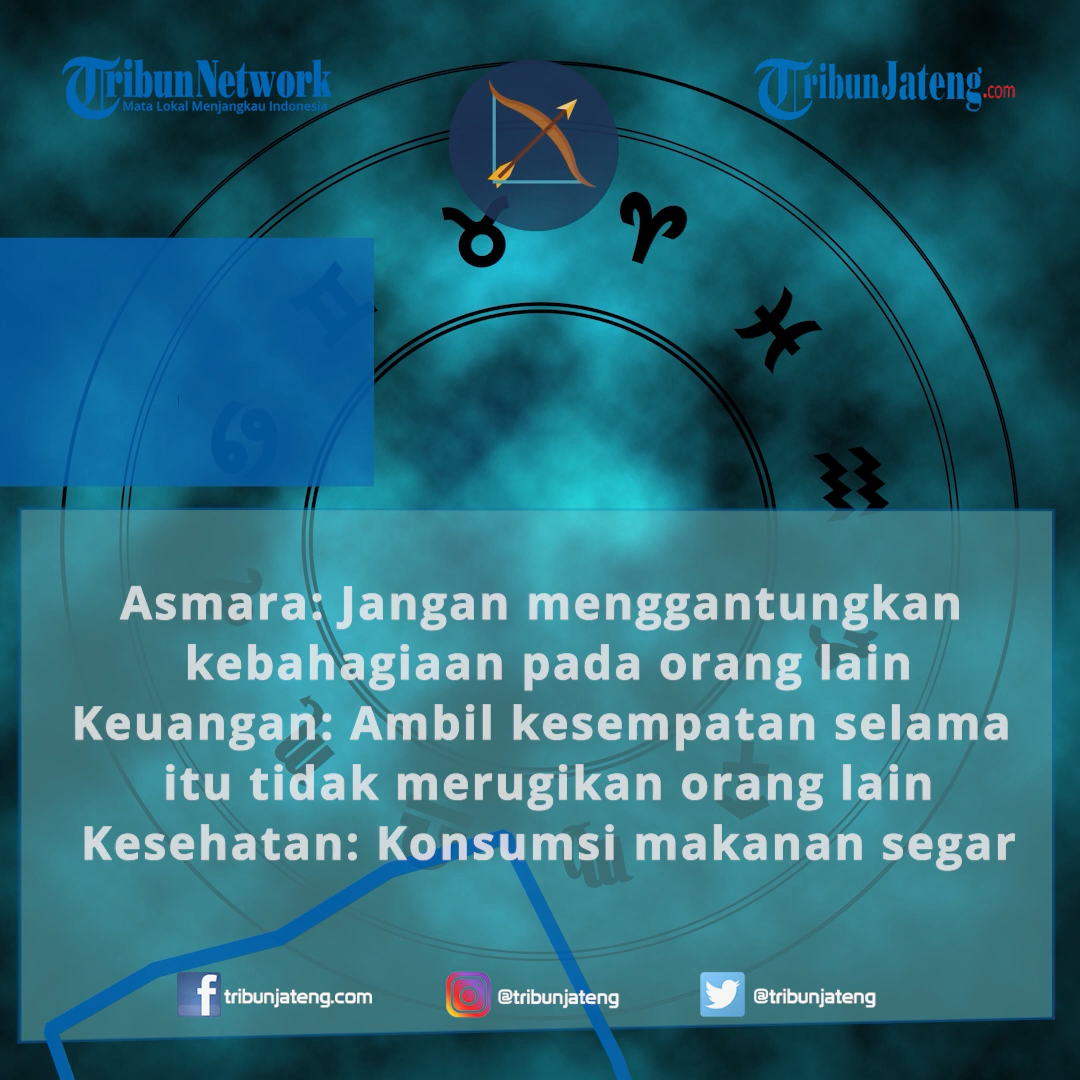 TribunNetwork
Mata Lokal Menjangkau Indonesia
TribunJateng.com
Asmara: Jangan menggantungkan
kebahagiaan pada orang lain
Keuangan: Ambil kesempatan selama
itu tidak merugikan orang lain
Kesehatan: Konsumsi makanan segar
tribunjateng.com
@tribunjateng
@tribunjateng